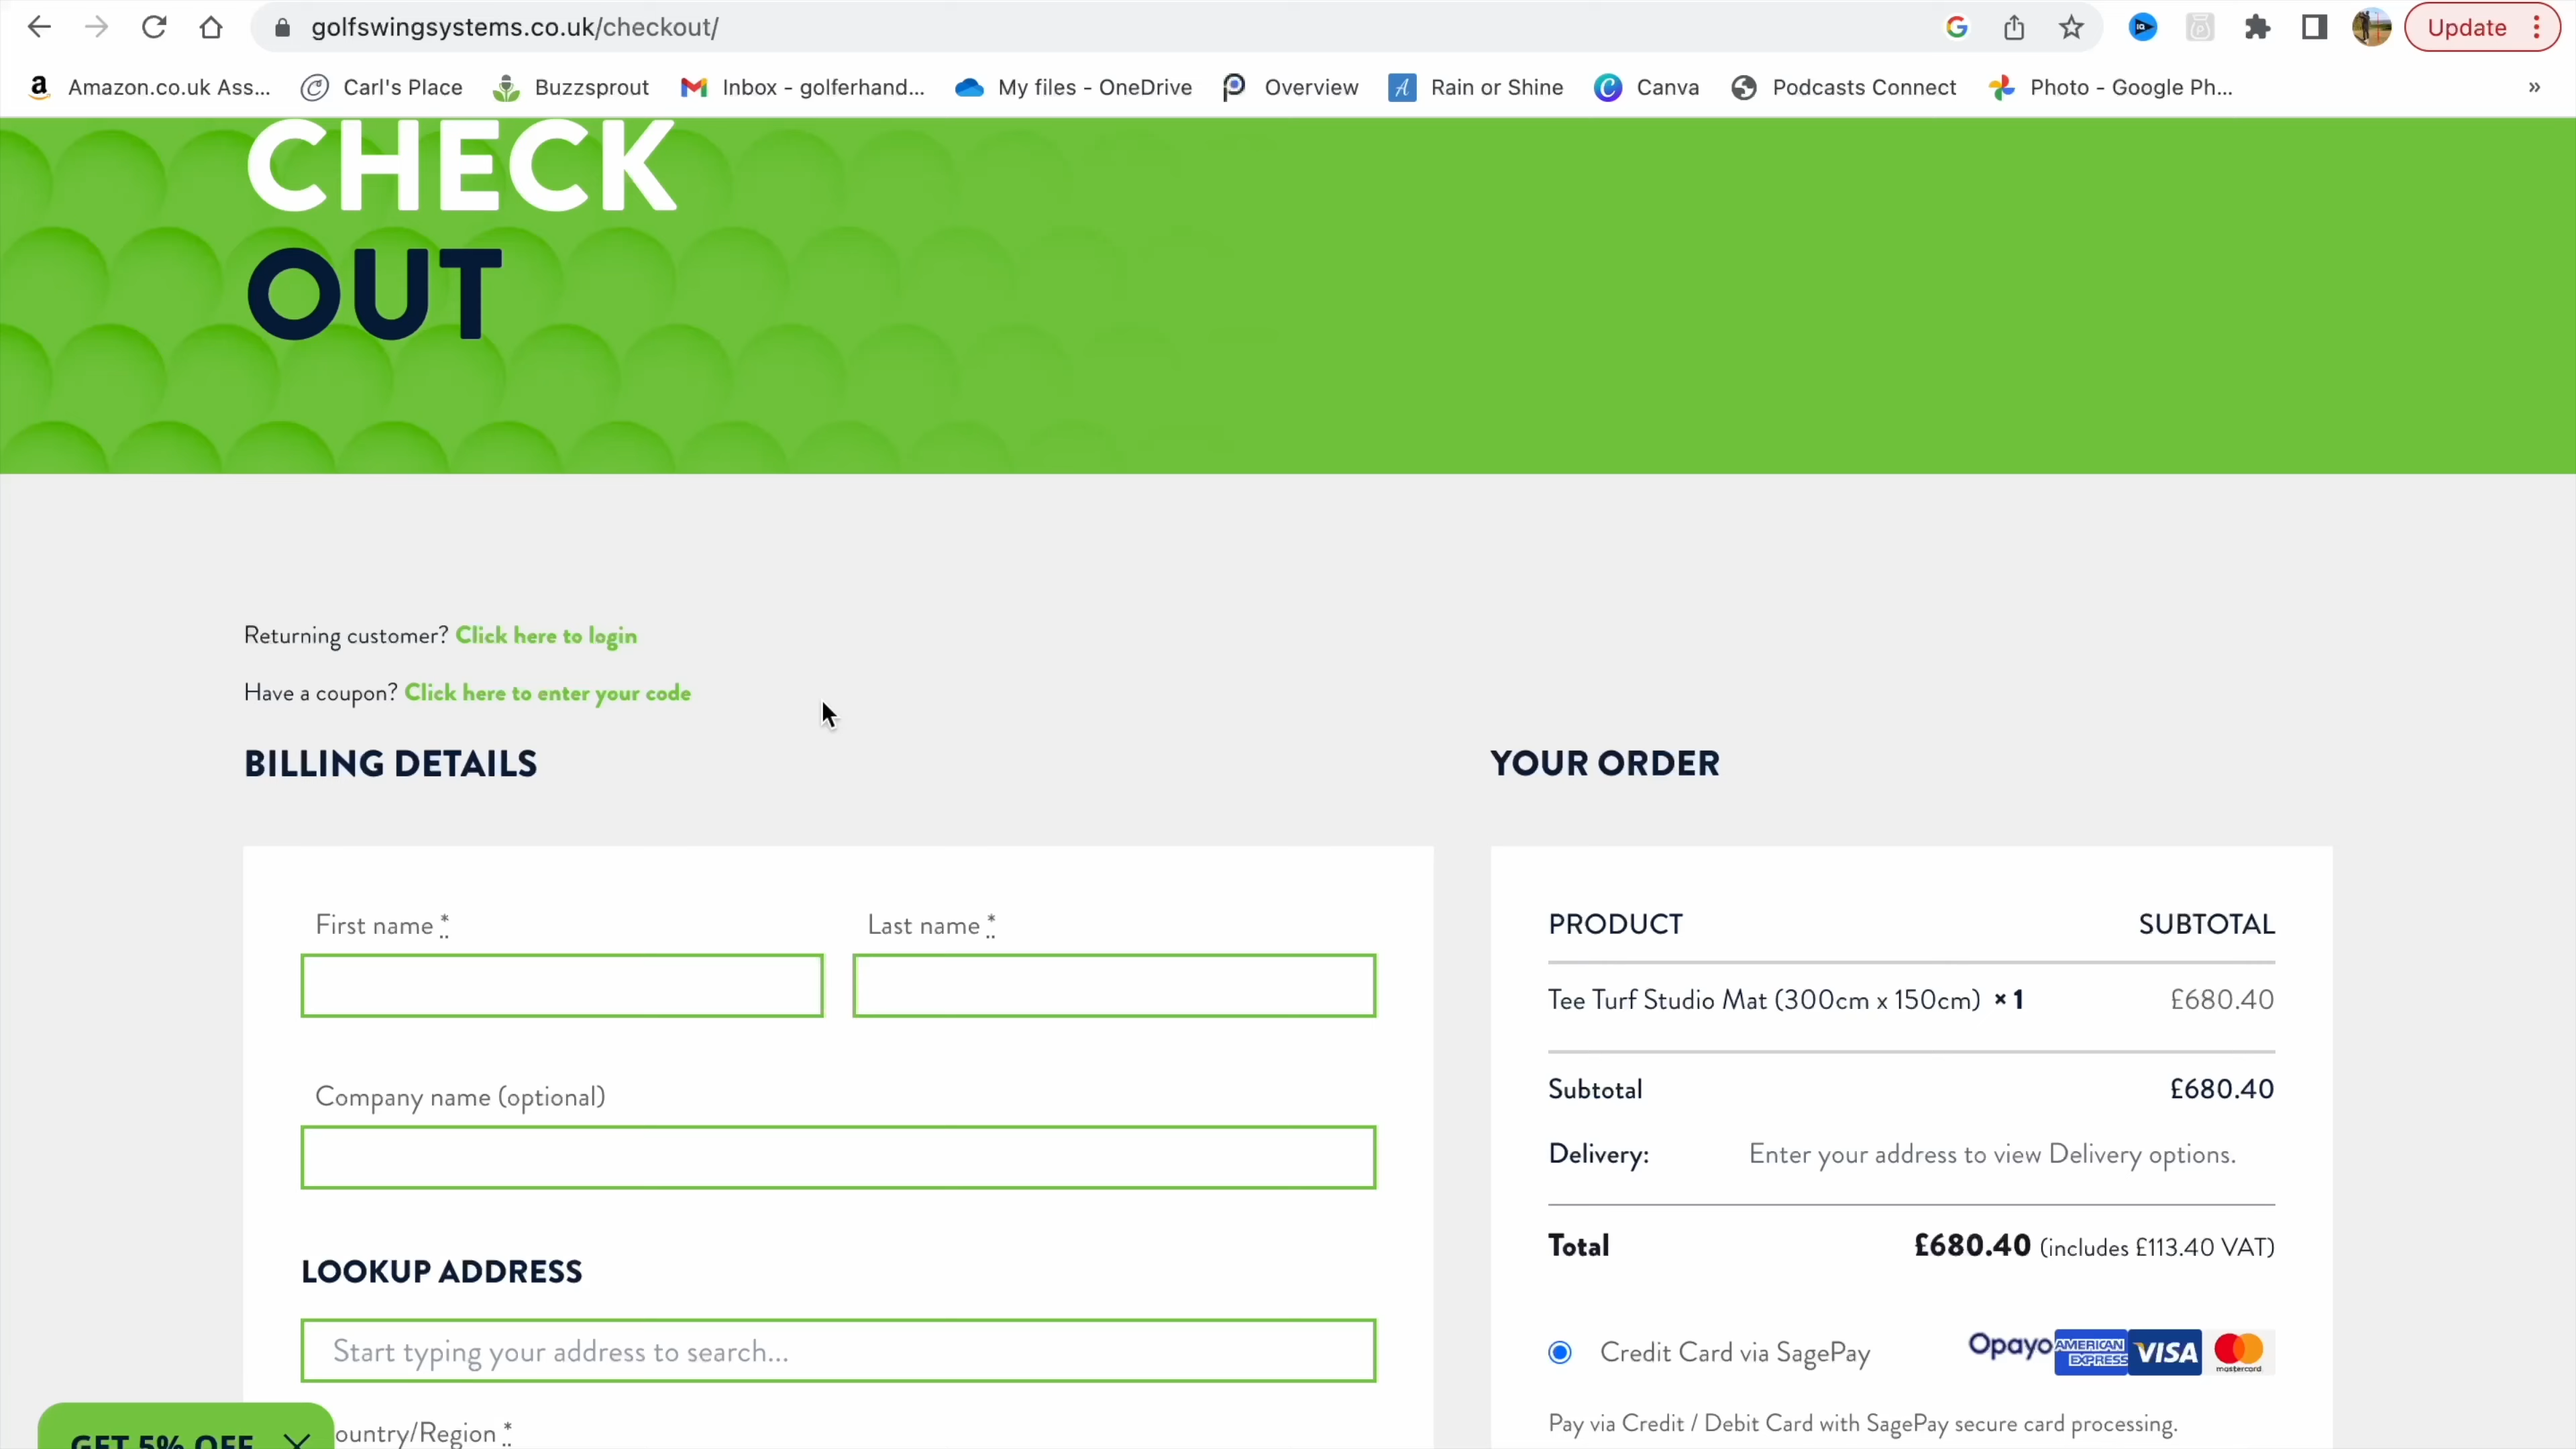 golfswingsystems.co.uk/checkout/
Update
Amazon.co.uk Ass...
Carl's Place
Buzzsprout
Inbox - golferhand...
My files - OneDrive
Overview
Rain or Shine
Canva
Podcasts Connect
Photo - Google Ph...
»
CHECK
OUT
Returning customer? Click here to login
Have a coupon? Click here to enter your code
BILLING DETAILS
First name *
Last name *
Company name (optional)
LOOKUP ADDRESS
Start typing your address to search...
ountry/Region *
GET 5% OFF
YOUR ORDER
PRODUCT SUBTOTAL
Tee Turf Studio Mat (300cm x 150cm) × 1 £680.40
Subtotal £680.40
Delivery: Enter your address to view Delivery options.
Total £680.40 (includes £113.40 VAT)
Credit Card via SagePay
Opayo
AMERICAN EXPRESS
VISA
mastercard
Pay via Credit / Debit Card with SagePay secure card processing.